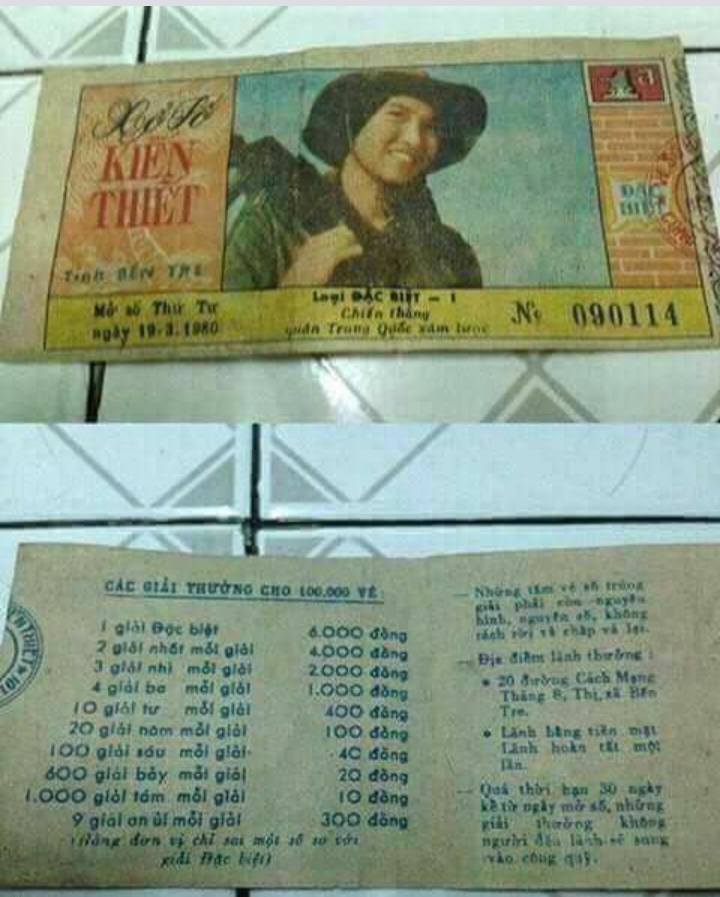 Xổ Số
KIẾN
THIẾT
Tỉnh BẾN TRE
Mở số Thứ Tư
ngày 19-3.1980
Loại ĐẶC BIỆT - 1
Chiến thắng
quân Trung Quốc xâm lược
1đ
ĐẶC
BIỆT
No 090114
CÁC GIẢI THƯỞNG CHO 100.000 VÉ
1 giải Đặc biệt 6.000 đồng
2 giải nhất mỗi giải 4.000 đồng
3 giải nhì mỗi giải 2.000 đồng
4 giải ba mỗi giải 1.000 đồng
10 giải tư mỗi giải 400 đồng
20 giải năm mỗi giải 100 đồng
100 giải sáu mỗi giải 40 đồng
600 giải bảy mỗi giải 20 đồng
1.000 giải tám mỗi giải 10 đồng
9 giải an ủi mỗi giải 300 đồng
(Hàng đơn vị chỉ sai một số so với
giải Đặc biệt)
— Những tấm vé số trúng
giải phải còn nguyên
hình, nguyên số, không
rách rời và chắp vá lại.
— Địa điểm lãnh thưởng :
• 20 đường Cách Mạng
Tháng 8, Thị xã Bến
Tre.
• Lãnh bằng tiền mặt
Lãnh hoàn tất một
lần.
— Quá thời hạn 30 ngày
kể từ ngày mở số, những
giải thưởng không
người đến lãnh sẽ sung
vào công quỹ.